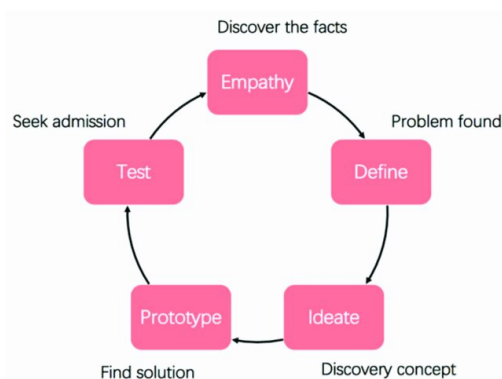 Discover the facts
Empathy
Problem found
Define
Ideate
Discovery concept
Prototype
Find solution
Seek admission
Test